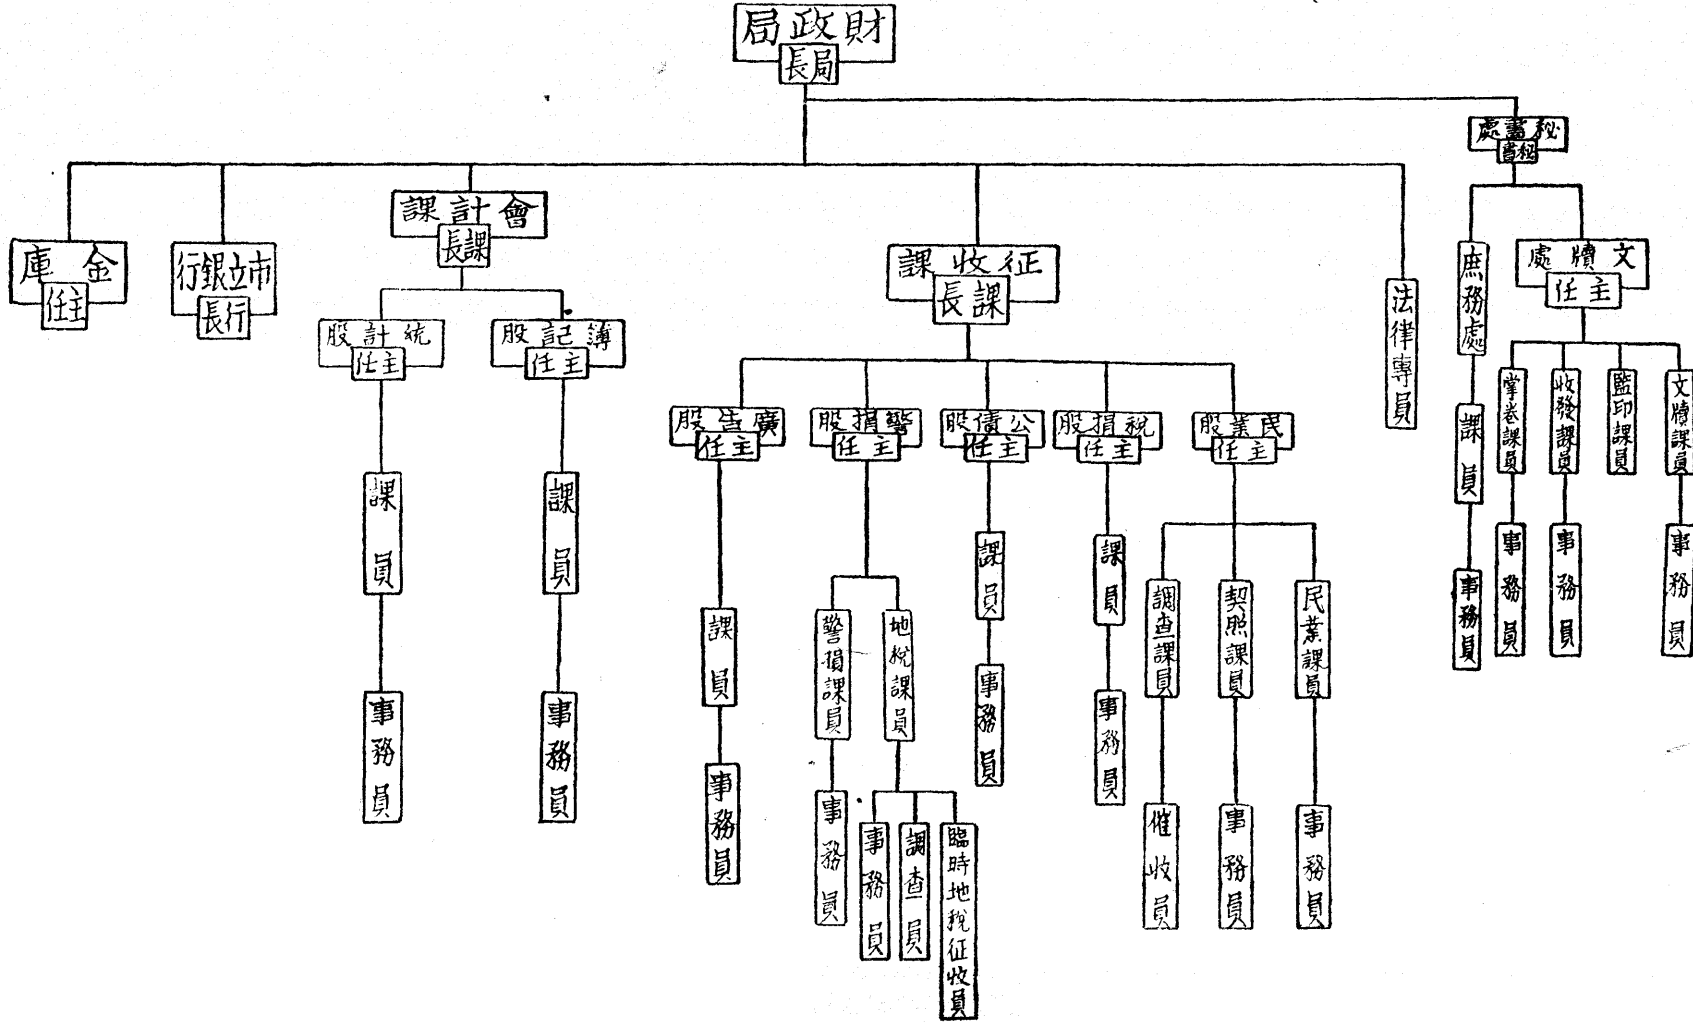 財政局
局長
秘書處
秘書
文牘處
主任
文牘課員
事務員
監印課員
收發課員
事務員
掌卷課員
事務員
庶務處
課員
事務員
法律專員
征收課
課長
民業股
主任
民業課員
事務員
契照課員
事務員
調查課員
催收員
稅捐股
主任
課員
事務員
公債股
主任
課員
事務員
警捐股
主任
地稅課員
臨時地稅征收員
調查員
事務員
警損課員
事務員
廣告股
主任
課員
事務員
會計課
課長
簿記股
主任
課員
事務員
統計股
主任
課員
事務員
市立銀行
行長
金庫
主任